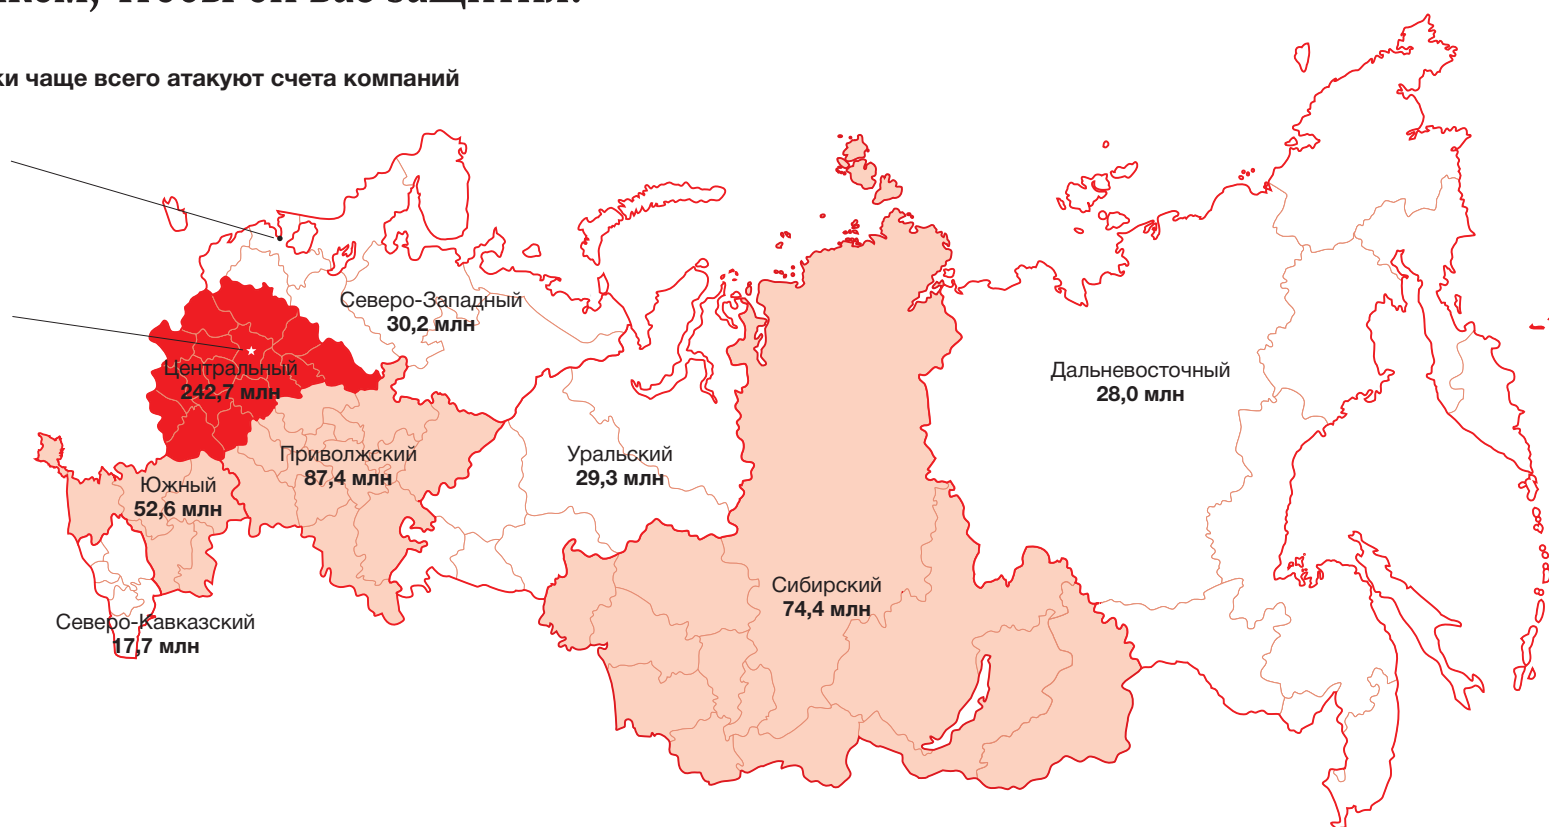 чаще всего атакуют счета компаний
Северо-Западный
30,2 млн
Центральный
242,7 млн
Дальневосточный
28,0 млн
Приволжский
87,4 млн
Уральский
29,3 млн
Южный
52,6 млн
Сибирский
74,4 млн
Северо-Кавказский
17,7 млн